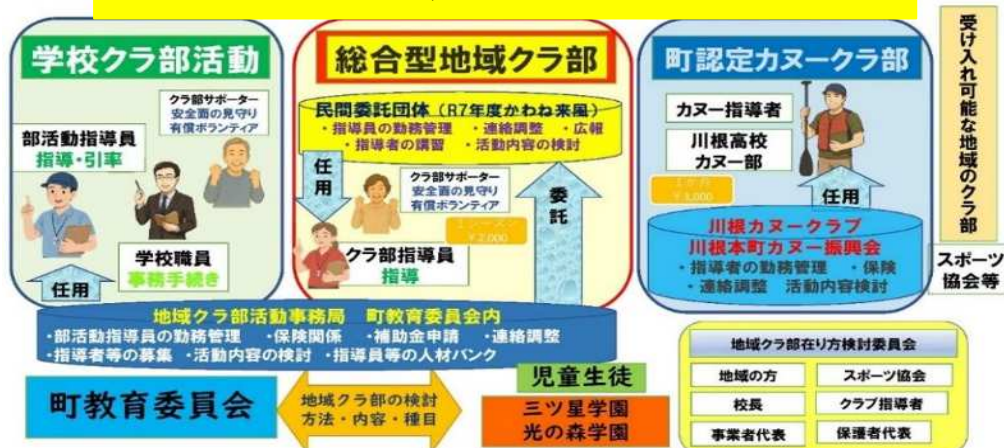 学校クラ部活動
クラ部サポーター
安全面の見守り
有償ボランティア
部活動指導員
指導・引率
学校職員
事務手続き
任用
総合型地域クラ部
民間委託団体(R7年度かわね来風)
・指導員の勤務管理 ・連絡調整 ・広報
・指導者の講習 ・活動内容の検討
任用
クラ部サポーター
安全面の見守り
有償ボランティア
¥2,000
クラ部指導員
指導
委託
町認定カヌークラ部
カヌー指導者
川根高校
カヌー部
1か月
¥3,000
任用
川根カヌークラブ
川根本町カヌー振興会
・指導者の勤務管理 ・保険
・連絡調整 活動内容検討
受け入れ可能な地域のクラ部
スポーツ
協会等
地域クラ部活動事務局 町教育委員会内
・部活動指導員の勤務管理 ・保険関係 ・補助金申請 ・連絡調整
・指導者等の募集 ・活動内容の検討 ・指導員等の人材バンク
町教育委員会
地域クラ部の検討
方法・内容・種目
児童生徒
三ツ星学園
光の森学園
地域クラ部在り方検討委員会
地域の方
スポーツ協会
校長
クラブ指導者
事業者代表
保護者代表